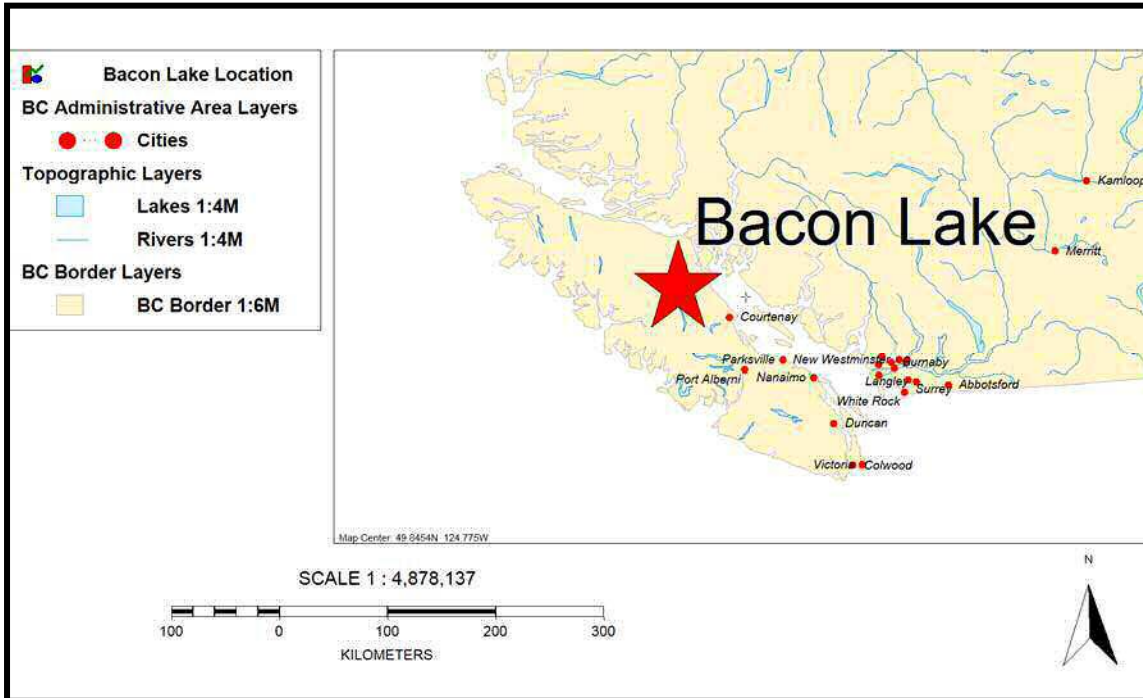 Bacon Lake Location
BC Administrative Area Layers
Cities
Topographic Layers
Lakes 1:4M
Rivers 1:4M
BC Border Layers
BC Border 1:6M
Kamloop
Bacon Lake
Merritt
Courtenay
Parksville
New Westminster
Burnaby
Port Alberni
Nanaimo
Langley
Surrey
Abbotsford
White Rock
Duncan
Victoria
Colwood
Map Center 49.8454N 124.775W
SCALE 1 : 4,878,137
100 0 100 200 300
KILOMETERS
N